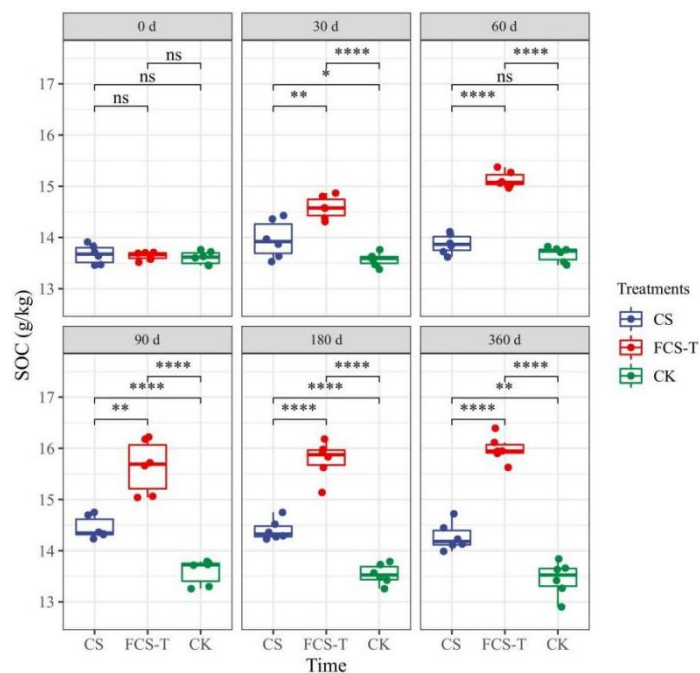 0 d 30 d 60 d
17
16
15
14
13
ns
ns
ns
****
*
**
****
ns
****
SOC (g/kg)
Treatments
CS
FCS-T
CK
90 d 180 d 360 d
17
16
15
14
13
****
****
**
****
****
****
****
**
****
CS FCS-T CK CS FCS-T CK CS FCS-T CK
Time